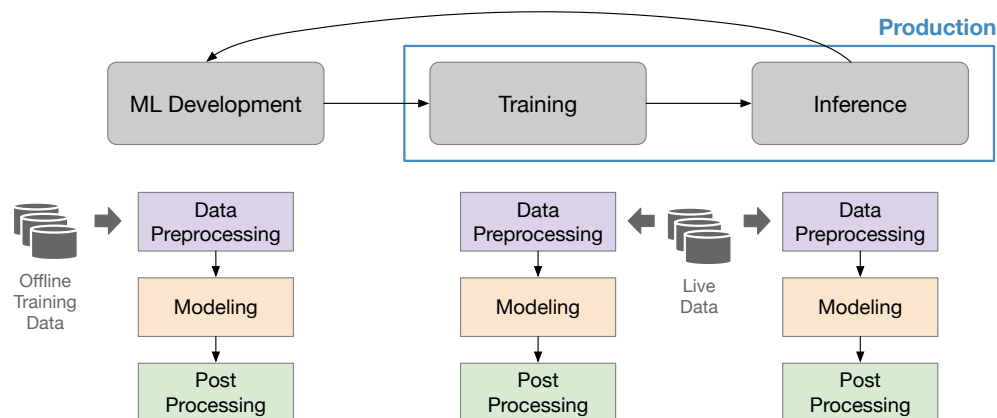 Production
ML Development
Training
Inference
Data
Preprocessing
Data
Preprocessing
Data
Preprocessing
Offline
Training
Data
Modeling
Modeling
Live
Data
Modeling
Post
Processing
Post
Processing
Post
Processing